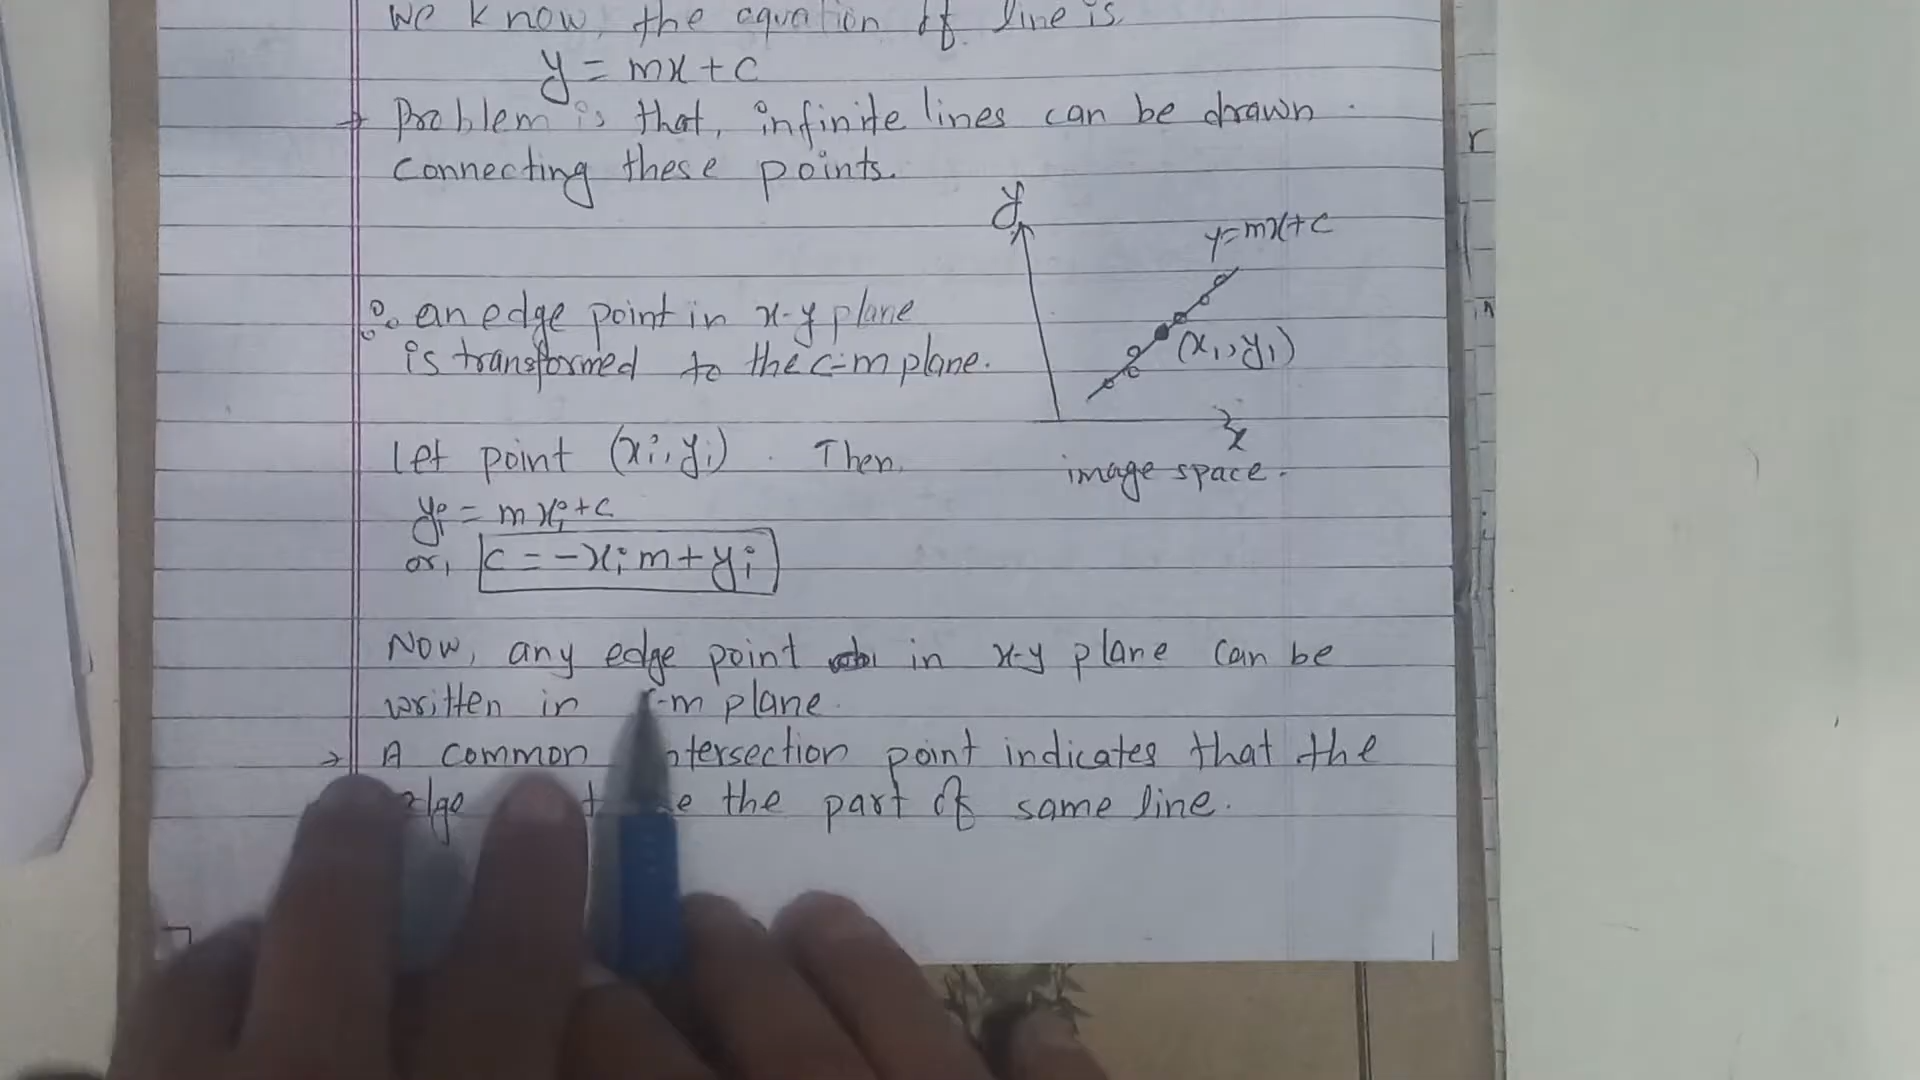 We know, the equation of line is
y = mx + c
→ Problem is that, infinite lines can be drawn.
connecting these points.
y
y=mx+c
∴ an edge point in x-y plane
is transformed to the c-m plane.
(x₁, y₁)
x
Let point (xi, yi). Then,
image space.
yi = mxi + c
or, c = -xi m + yi
Now, any edge point in x-y plane can be
written in c-m plane.
→ A common intersection point indicates that the
edge the part of same line.